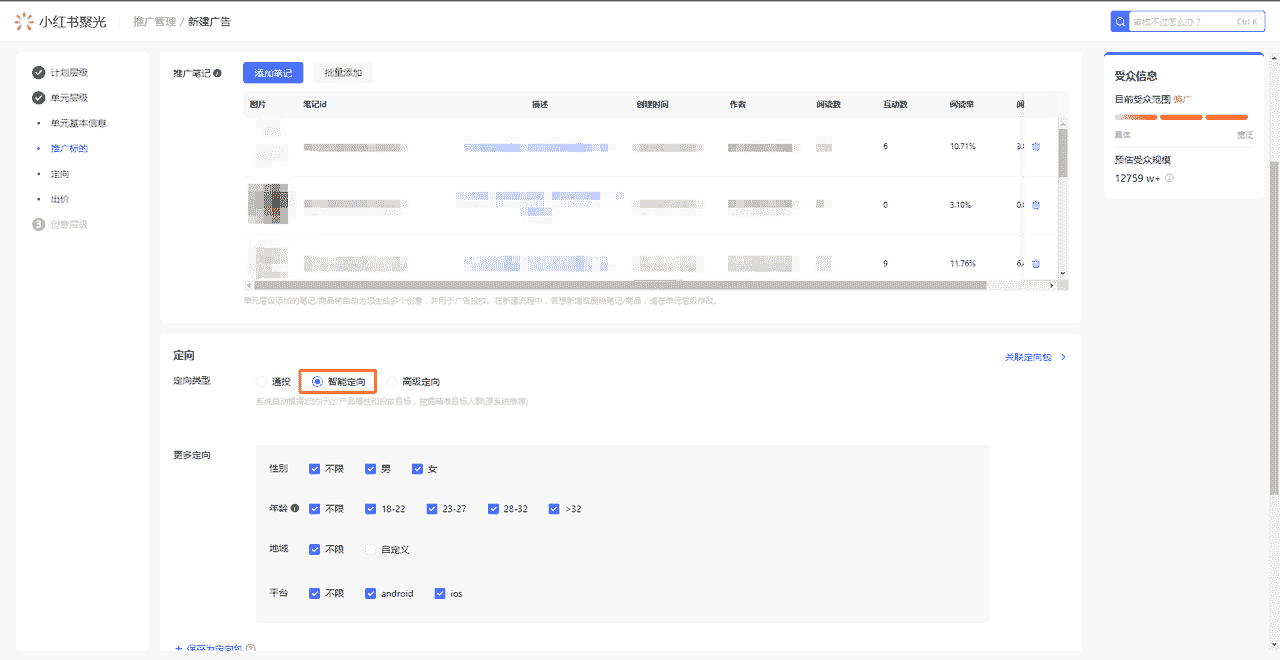 小红书聚光
推广管理 / 新建广告
审核不过怎么办？ Ctrl K
计划层级
单元层级
单元基本信息
推广标的
定向
出价
3 创意层级
推广笔记 添加笔记 批量添加
图片 笔记id 描述 创建时间 作者 阅读数 互动数 阅读率
6 10.71%
0 3.10%
9 11.76%
单元层级添加的笔记/商品将自动为您生成多个创意，并用于广告投放。在新建流程中，若想新增或删除笔记/商品，请在单元层级修改。
定向 关联定向包
定向类型 通投 智能定向 高级定向
系统自动根据您的行业/产品属性和投放目标，挖掘精准目标人群(原系统推荐)
更多定向
性别 不限 男 女
年龄 不限 18-22 23-27 28-32 >32
地域 不限 自定义
平台 不限 android ios
+ 保存为定向包
受众信息
目前受众范围 偏广
具体 宽泛
预估受众规模
12759 w+